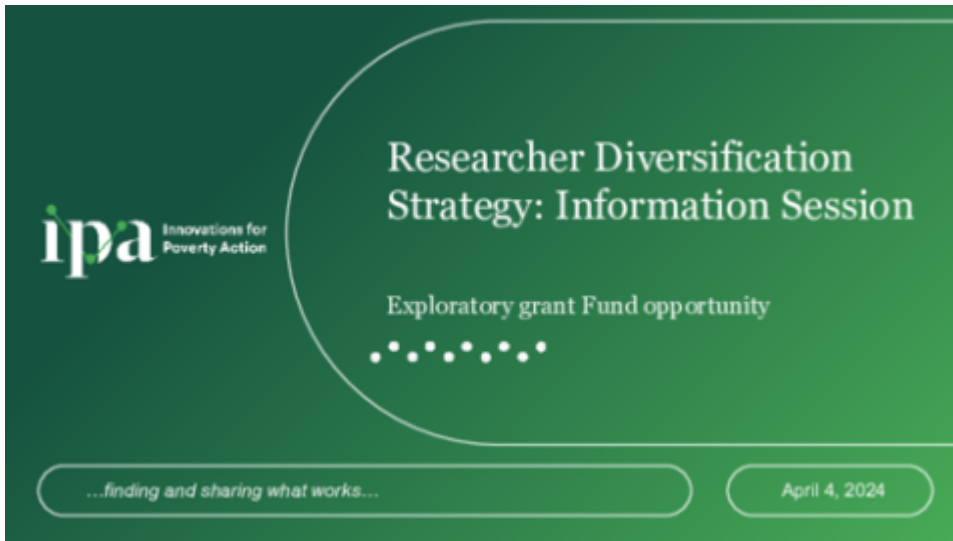 ipa
Innovations for
Poverty Action
Researcher Diversification
Strategy: Information Session
Exploratory grant Fund opportunity
...finding and sharing what works...
April 4, 2024